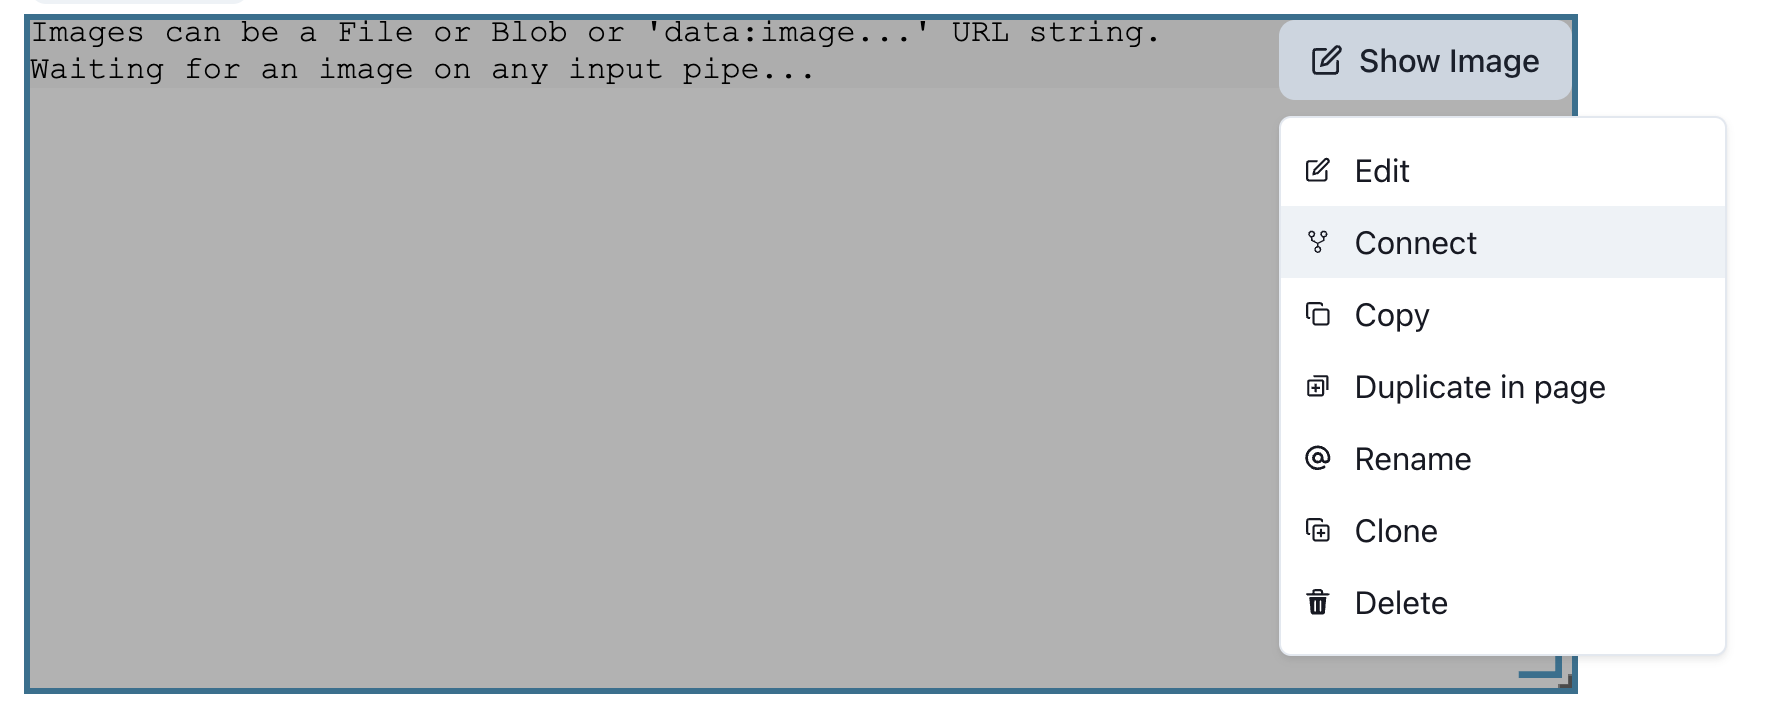 Images can be a File or Blob or 'data:image...' URL string.
Waiting for an image on any input pipe...
Show Image
Edit
Connect
Copy
Duplicate in page
Rename
Clone
Delete